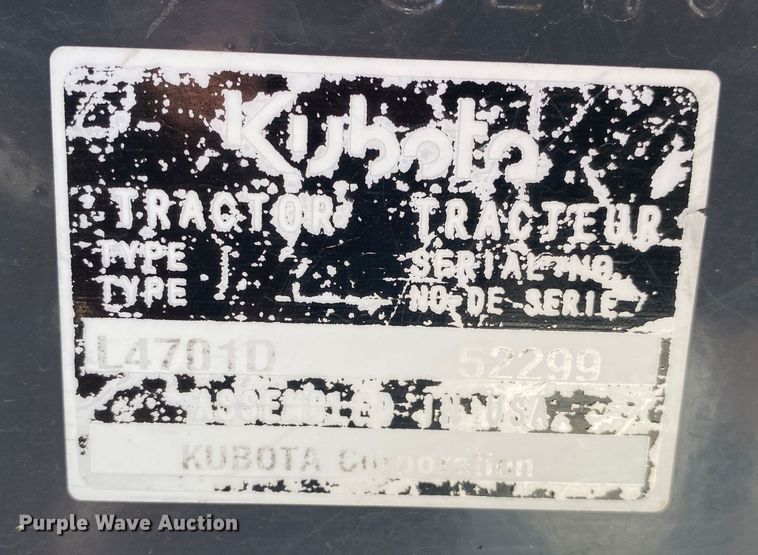 Kubota
TRACTOR TRACTEUR
TYPE SERIAL NO.
TYPE NO-DE SERIE
L4701D 52299
ASSEMBLED IN USA
KUBOTA Corporation
Purple Wave Auction